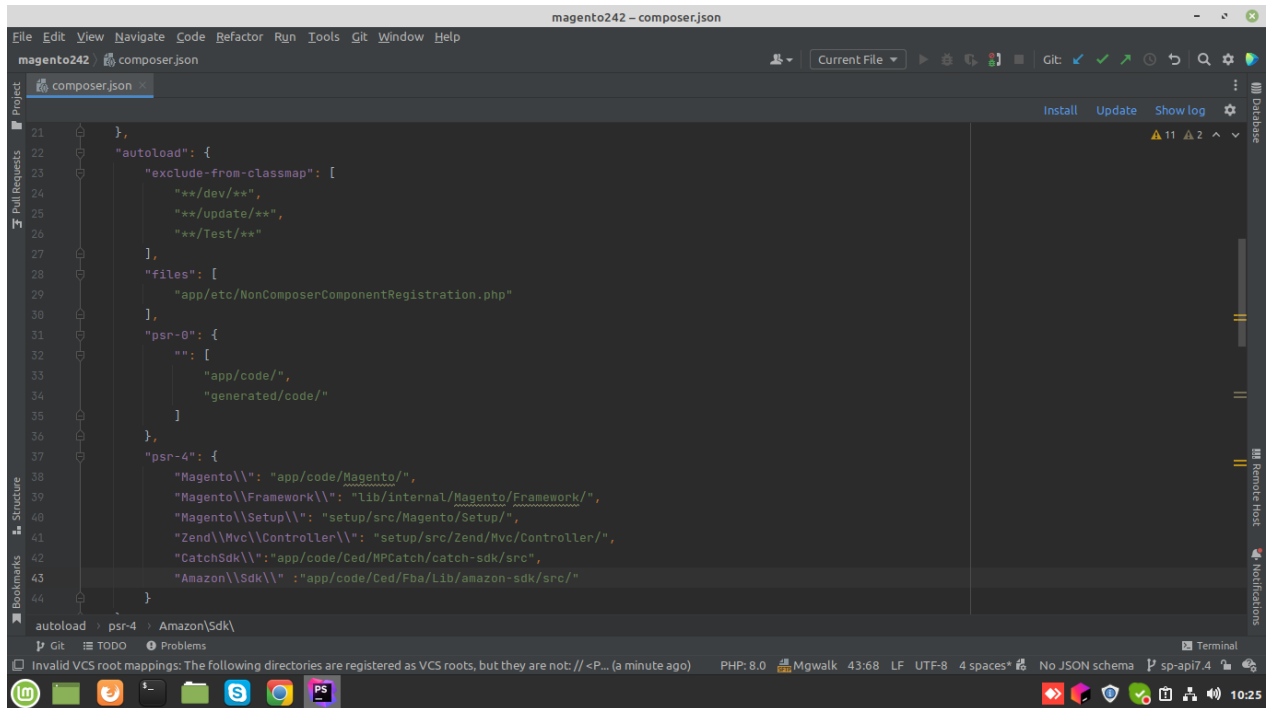 magento242 – composer.json
File Edit View Navigate Code Refactor Run Tools Git Window Help
magento242 composer.json Current File Git:
composer.json
Install Update Show log
Project
Pull Requests
Structure
Bookmarks
Database
Remote Host
Notifications
11 2
21 },
22 "autoload": {
23 "exclude-from-classmap": [
24 "**/dev/**",
25 "**/update/**",
26 "**/Test/**"
27 ],
28 "files": [
29 "app/etc/NonComposerComponentRegistration.php"
30 ],
31 "psr-0": {
32 "": [
33 "app/code/",
34 "generated/code/"
35 ]
36 },
37 "psr-4": {
38 "Magento\\": "app/code/Magento/",
39 "Magento\\Framework\\": "lib/internal/Magento/Framework/",
40 "Magento\\Setup\\": "setup/src/Magento/Setup/",
41 "Zend\\Mvc\\Controller\\": "setup/src/Zend/Mvc/Controller/",
42 "CatchSdk\\":"app/code/Ced/MPCatch/catch-sdk/src",
43 "Amazon\\Sdk\\" :"app/code/Ced/Fba/Lib/amazon-sdk/src/"
44 }
autoload › psr-4 › Amazon\Sdk\
Git TODO Problems Terminal
Invalid VCS root mappings: The following directories are registered as VCS roots, but they are not: // <P... (a minute ago) PHP: 8.0 Mgwalk 43:68 LF UTF-8 4 spaces* No JSON schema sp-api7.4
PS
10:25